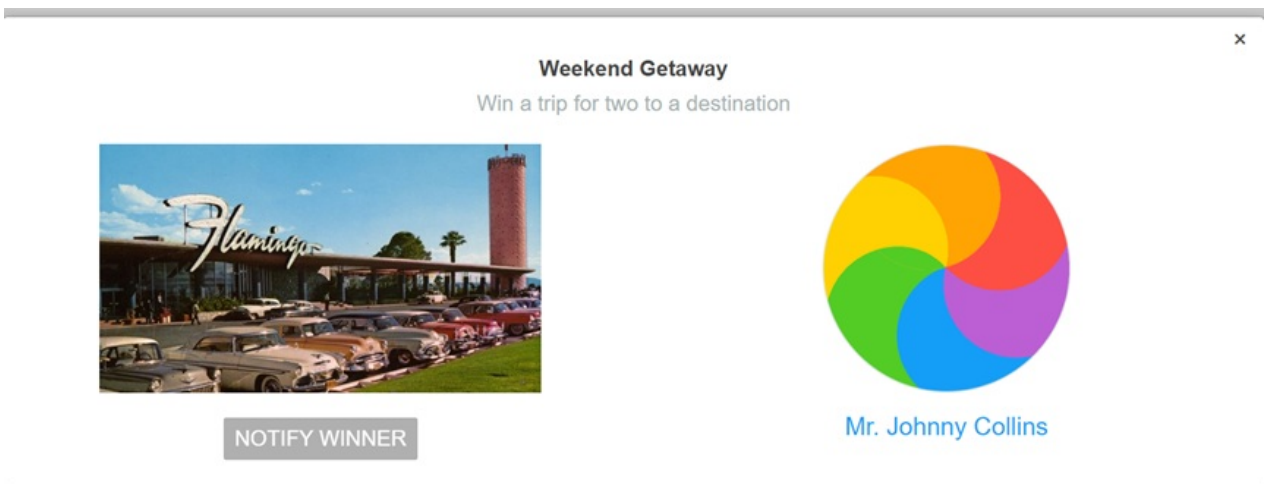 ×
Weekend Getaway
Win a trip for two to a destination
Flamingo
NOTIFY WINNER
Mr. Johnny Collins